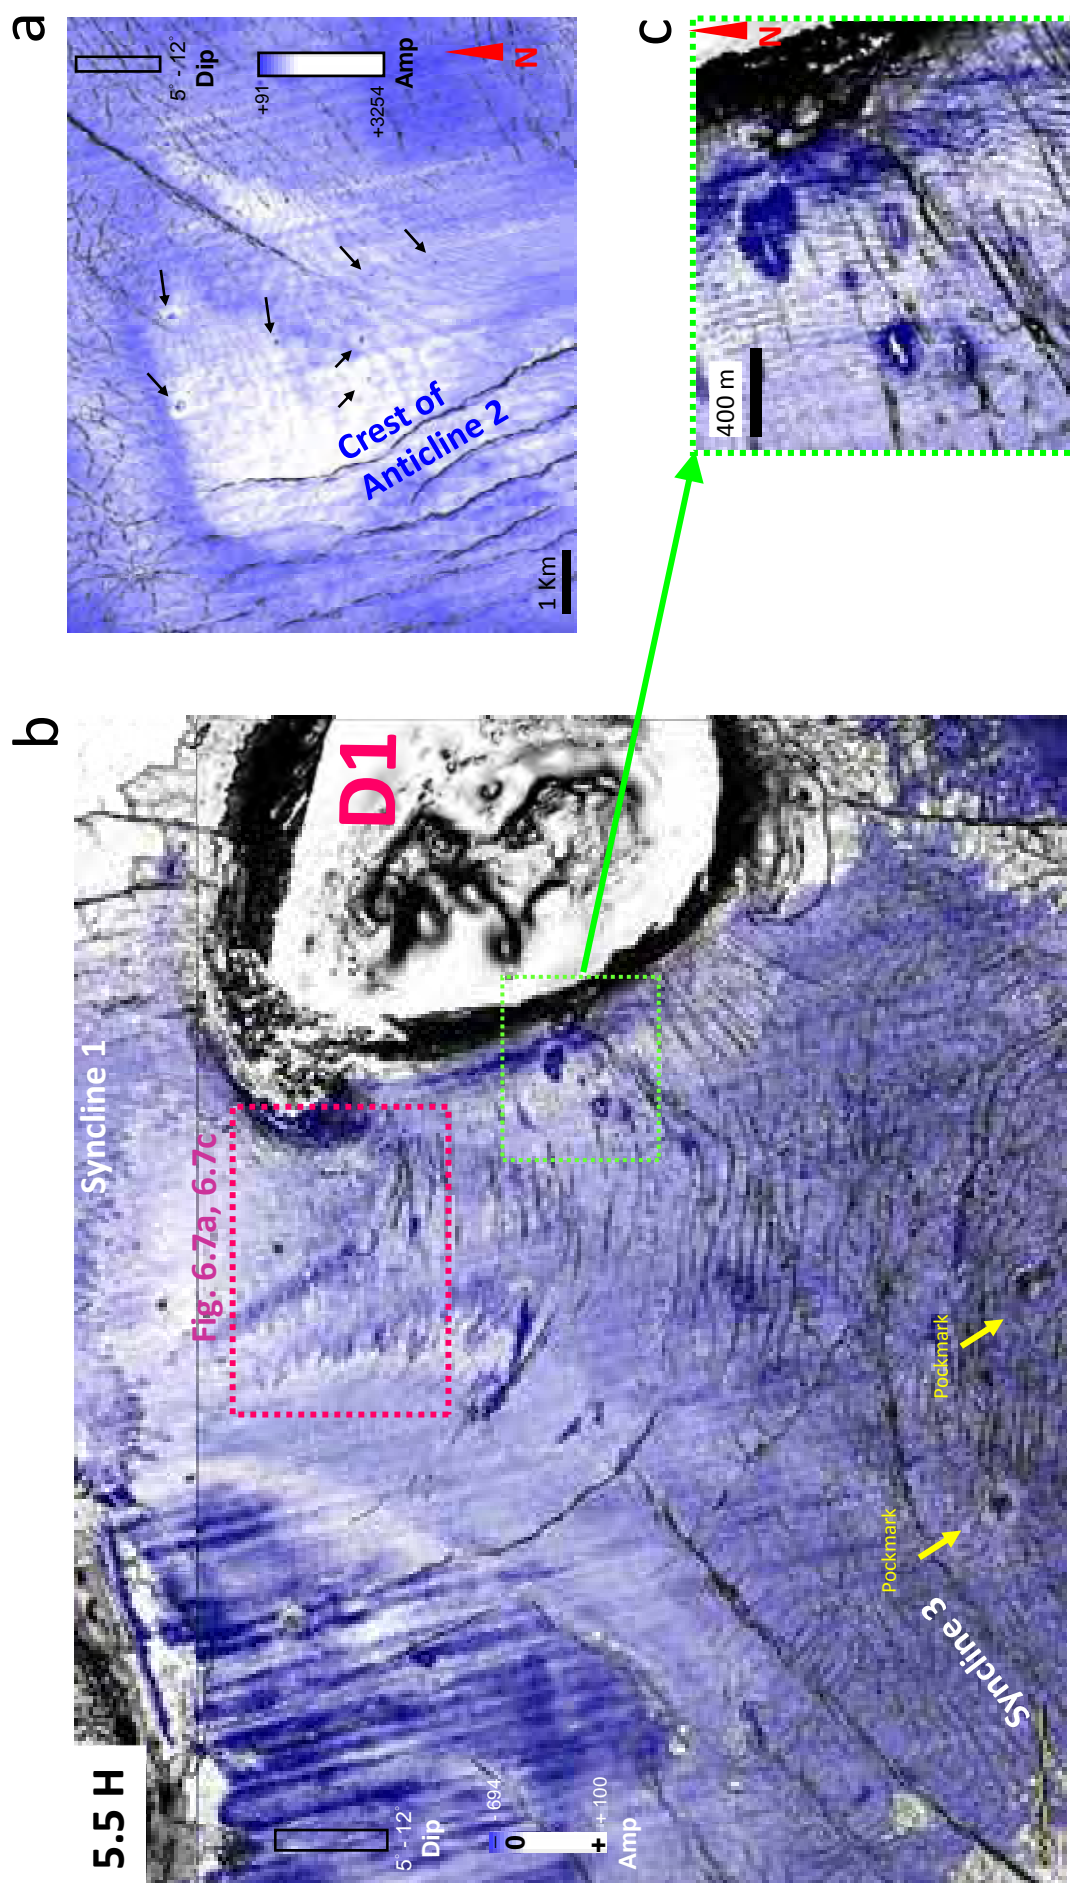 a
5° - 12°
Dip
+91
+3254
Amp
N
Crest of
Anticline 2
1 Km
b
5.5 H
Syncline 1
Fig. 6.7a, 6.7c
D1
Pockmark
Pockmark
Syncline 3
5° - 12°
Dip
- 694
−
0
+
+100
Amp
c
N
400 m